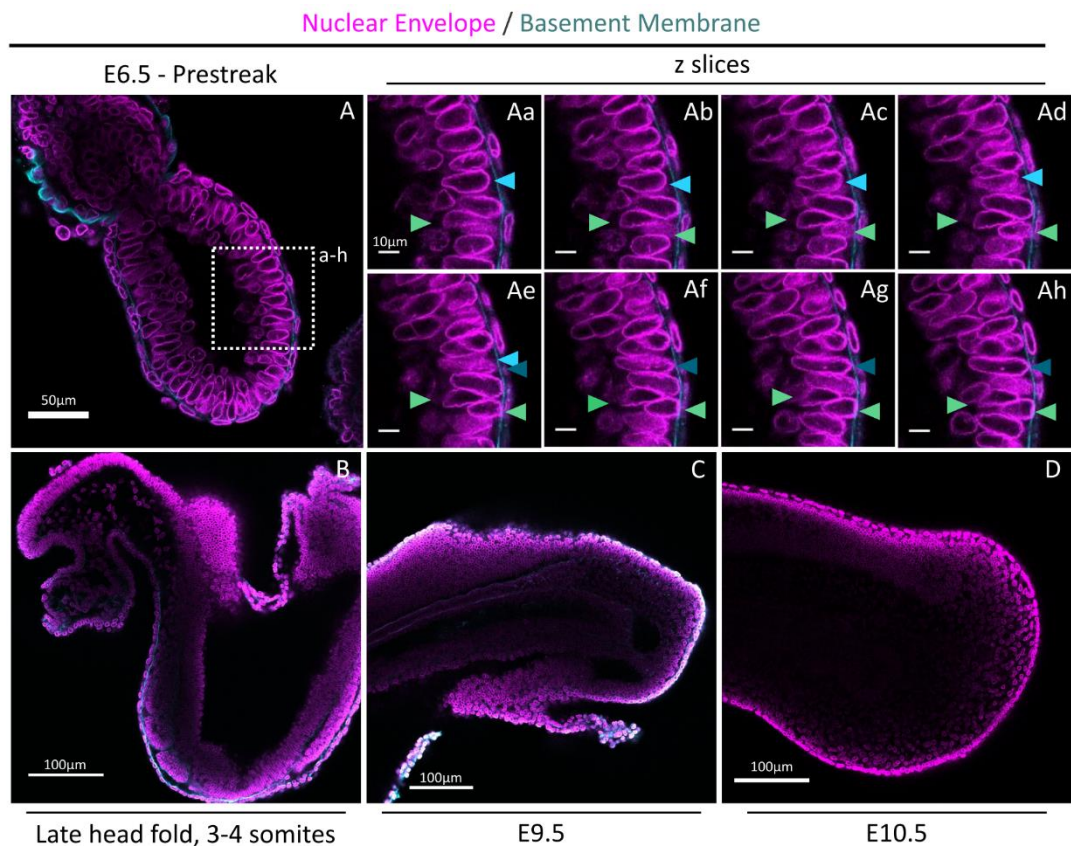 Nuclear Envelope / Basement Membrane
E6.5 - Prestreak
z slices
A
a-h
50µm
Aa
10µm
Ab
Ac
Ad
Ae
Af
Ag
Ah
B
100µm
C
100µm
D
100µm
Late head fold, 3-4 somites
E9.5
E10.5